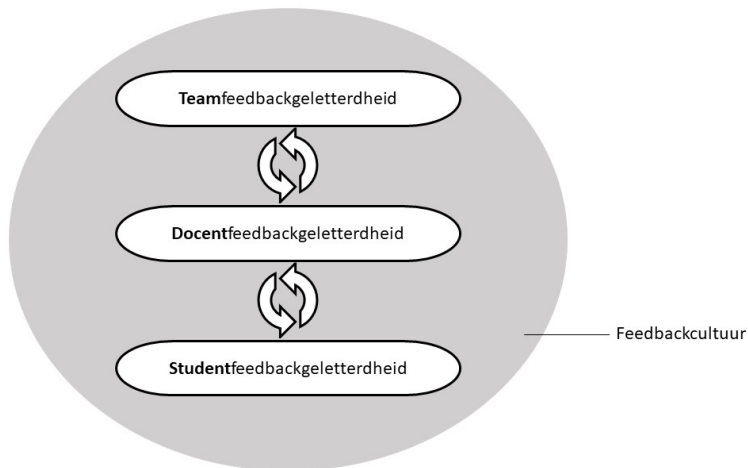 Teamfeedbackgeletterdheid
Docentfeedbackgeletterdheid
Feedbackcultuur
Studentfeedbackgeletterdheid